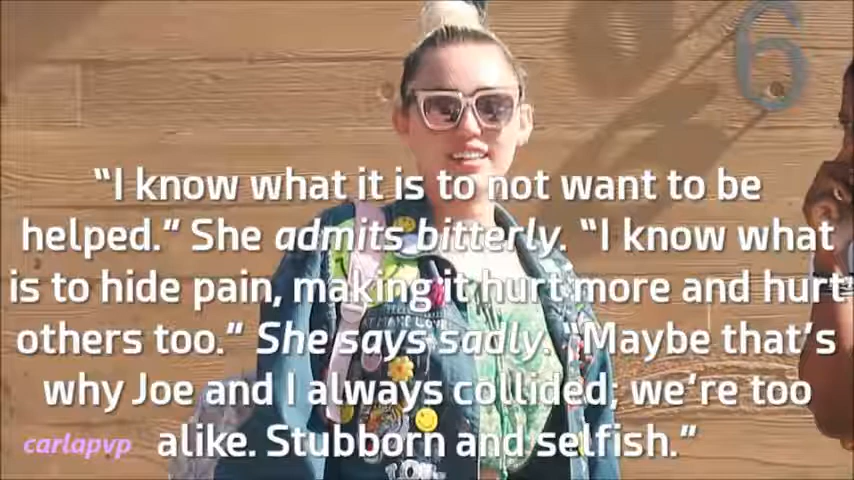 6
“I know what it is to not want to be
helped.” She admits bitterly. “I know what
is to hide pain, making it hurt more and hurt
others too.” She says sadly. “Maybe that’s
why Joe and I always collided; we’re too
alike. Stubborn and selfish.”
carlapvp